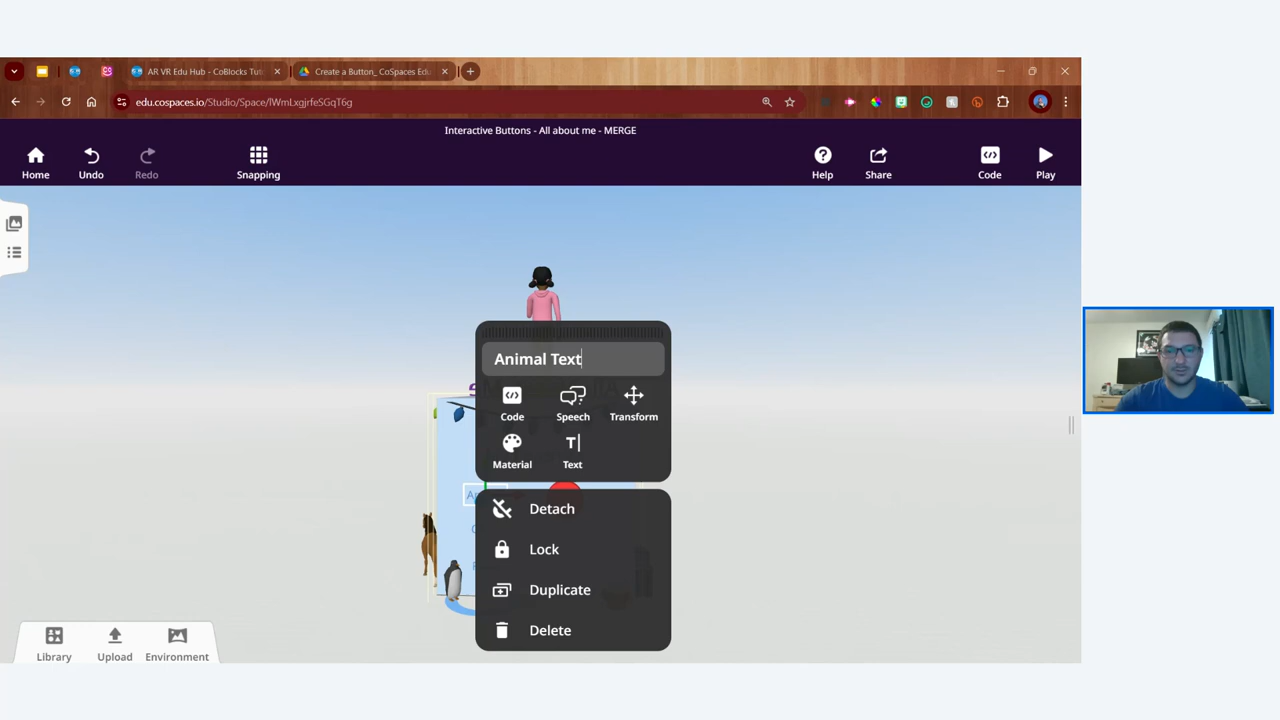 AR VR Edu Hub - CoBlocks Tut
Create a Button_ CoSpaces Edu
edu.cospaces.io/Studio/Space/lWmLxgjrfeSGqT6g
Interactive Buttons - All about me - MERGE
Home
Undo
Redo
Snapping
Help
Share
Code
Play
Animal Text
Code
Speech
Transform
Material
Text
Detach
Lock
Duplicate
Delete
Library
Upload
Environment